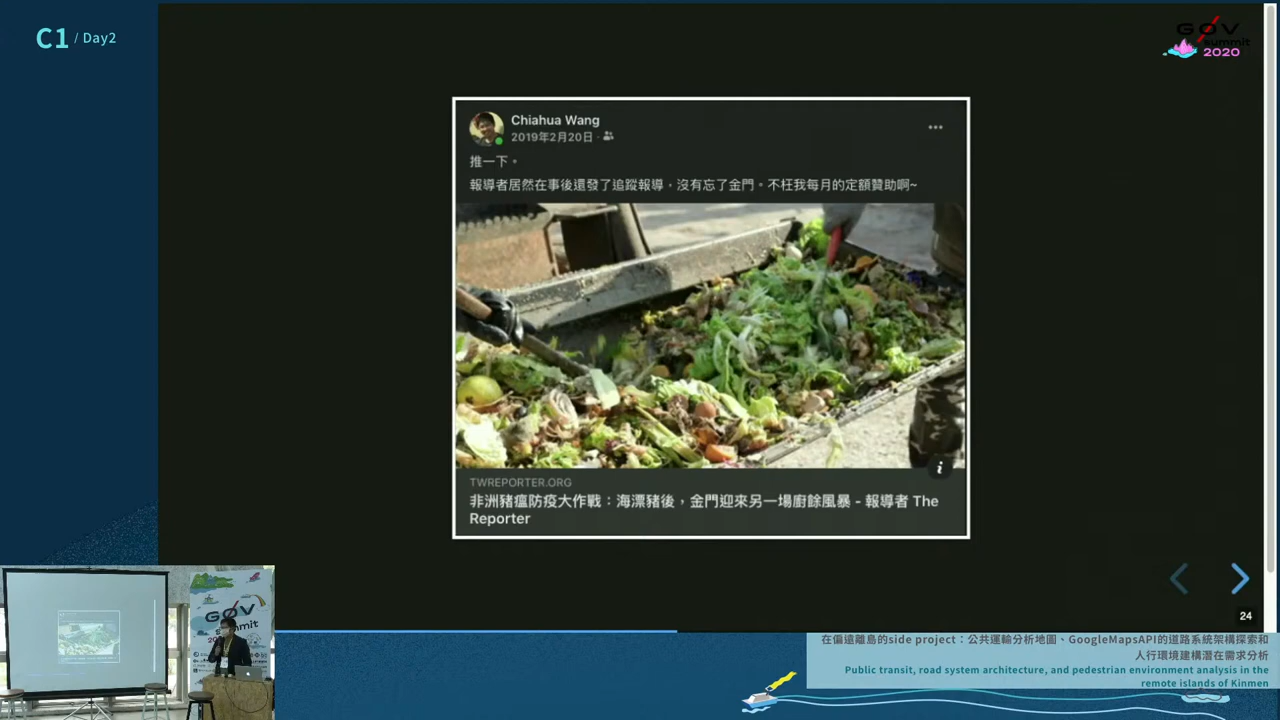 C1 / Day2
GØV
summit
2020
Chiahua Wang
2019年2月20日
推一下。
報導者居然在事後還發了追蹤報導，沒有忘了金門。不枉我每月的定額贊助啊~
TWREPORTER.ORG
非洲豬瘟防疫大作戰：海漂豬後，金門迎來另一場廚餘風暴 - 報導者 The
Reporter
24
GØV
在偏遠離島的side project：公共運輸分析地圖、GoogleMapsAPI的道路系統架構探索和
人行環境建構潛在需求分析
Public transit, road system architecture, and pedestrian environment analysis in the
remote islands of Kinmen